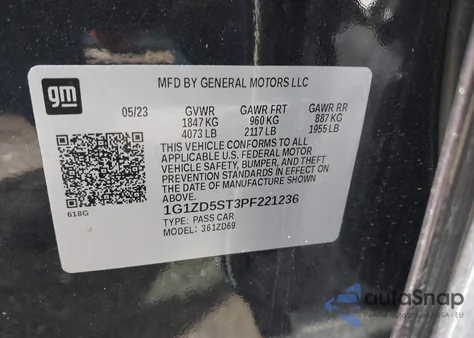 gm
MFD BY GENERAL MOTORS LLC
05/23 GVWR GAWR FRT GAWR RR
1847 KG 960 KG 887 KG
4073 LB 2117 LB 1955 LB
THIS VEHICLE CONFORMS TO ALL
APPLICABLE U.S. FEDERAL MOTOR
VEHICLE SAFETY, BUMPER, AND THEFT
PREVENTION STANDARDS IN EFFECT ON
THE DATE OF MANUFACTURE SHOWN
ABOVE.
1G1ZD5ST3PF221236
618G
TYPE: PASS CAR
MODEL: 361ZD69
autaSnap